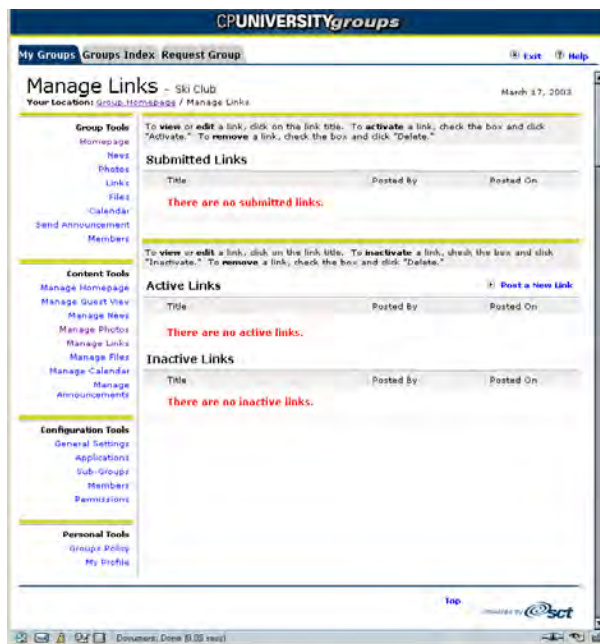 CPUNIVERSITYgroups
My Groups Groups Index Request Group Exit Help
Manage Links - Ski Club March 17, 2003
Your Location: Group Homepage / Manage Links
Group Tools
Homepage
News
Photos
Links
Files
Calendar
Send Announcement
Members
Content Tools
Manage Homepage
Manage Guest View
Manage News
Manage Photos
Manage Links
Manage Files
Manage Calendar
Manage
Announcements
Configuration Tools
General Settings
Applications
Sub-Groups
Members
Permissions
Personal Tools
Groups Policy
My Profile
To view or edit a link, click on the link title. To activate a link, check the box and click
"Activate." To remove a link, check the box and click "Delete."
Submitted Links
Title Posted By Posted On
There are no submitted links.
To view or edit a link, click on the link title. To inactivate a link, check the box and click
"Inactivate." To remove a link, check the box and click "Delete."
Active Links Post a New Link
Title Posted By Posted On
There are no active links.
Inactive Links
Title Posted By Posted On
There are no inactive links.
Top
powered by sct
Document: Done (0.05 secs)